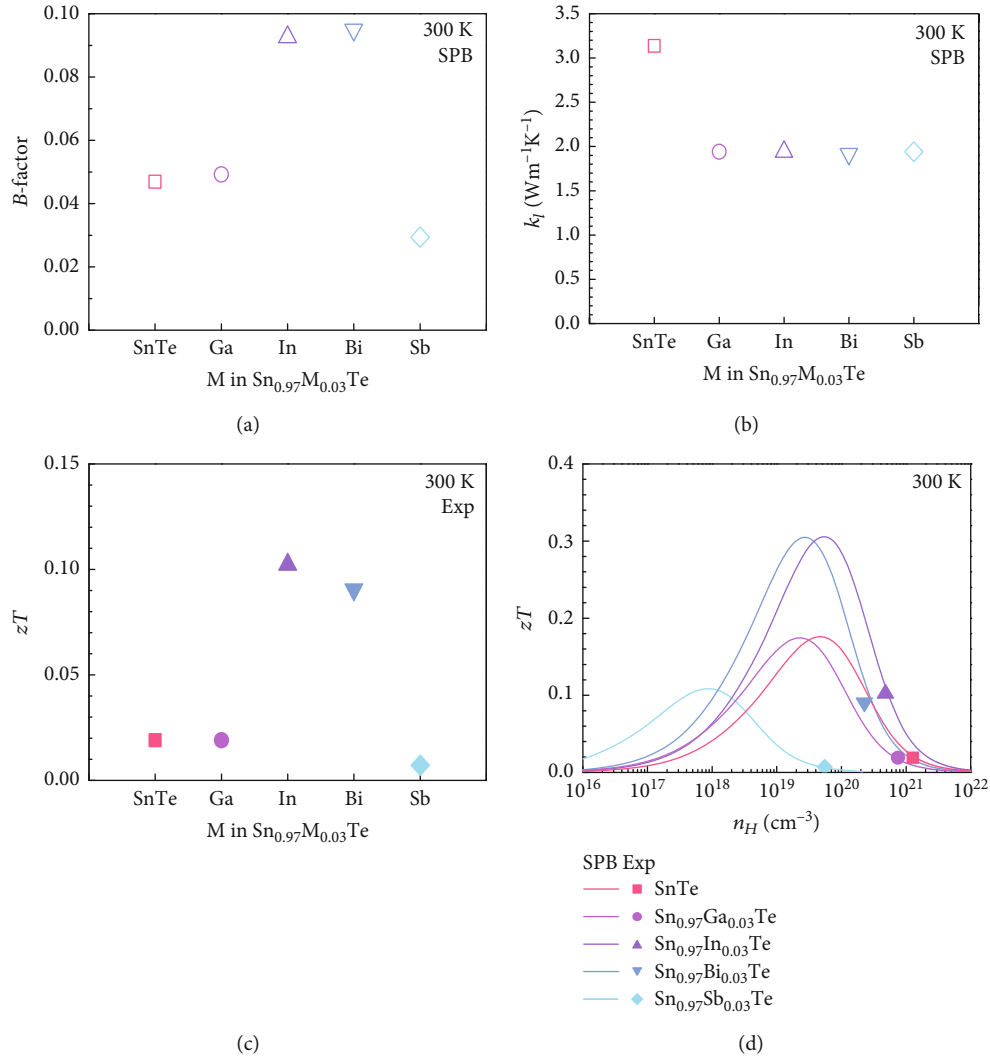 0.10
0.08
0.06
0.04
0.02
0.00
B-factor
300 K
SPB
SnTe Ga In Bi Sb
M in Sn₀.₉₇M₀.₀₃Te
(a)
3.5
3.0
2.5
2.0
1.5
1.0
0.5
0.0
kₗ (Wm⁻¹K⁻¹)
300 K
SPB
SnTe Ga In Bi Sb
M in Sn₀.₉₇M₀.₀₃Te
(b)
0.15
0.10
0.05
0.00
zT
300 K
Exp
SnTe Ga In Bi Sb
M in Sn₀.₉₇M₀.₀₃Te
(c)
0.4
0.3
0.2
0.1
0.0
zT
300 K
10¹⁶ 10¹⁷ 10¹⁸ 10¹⁹ 10²⁰ 10²¹ 10²²
n_H (cm⁻³)
SPB Exp
SnTe
Sn₀.₉₇Ga₀.₀₃Te
Sn₀.₉₇In₀.₀₃Te
Sn₀.₉₇Bi₀.₀₃Te
Sn₀.₉₇Sb₀.₀₃Te
(d)